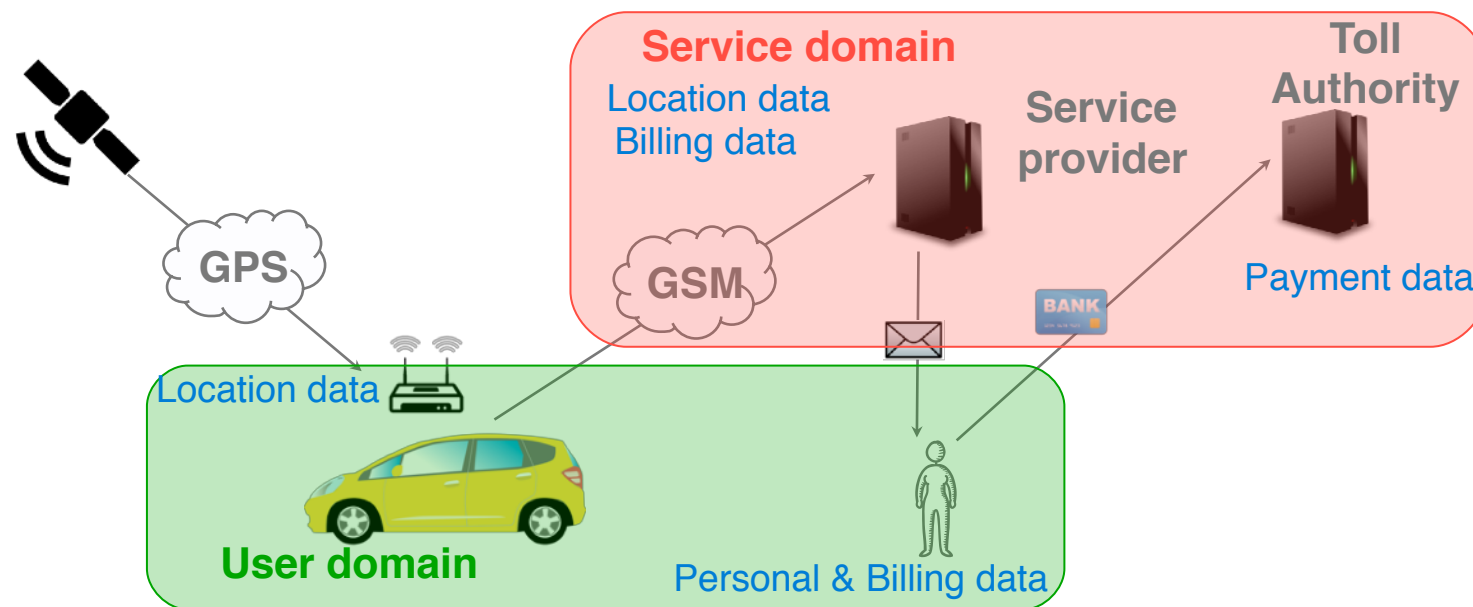 Service domain
Toll
Authority
Location data
Billing data
Service
provider
GPS
GSM
Payment data
BANK
Location data
User domain
Personal & Billing data